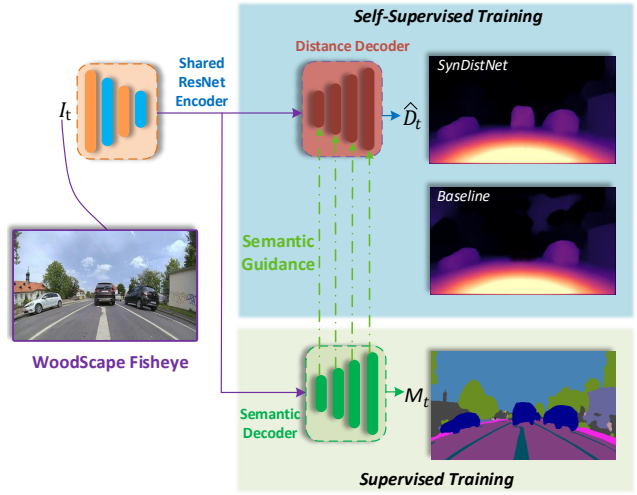 Self-Supervised Training
Distance Decoder
SynDistNet
Shared
ResNet
Encoder
I_t
D̂_t
Baseline
Semantic
Guidance
WoodScape Fisheye
M_t
Semantic
Decoder
Supervised Training